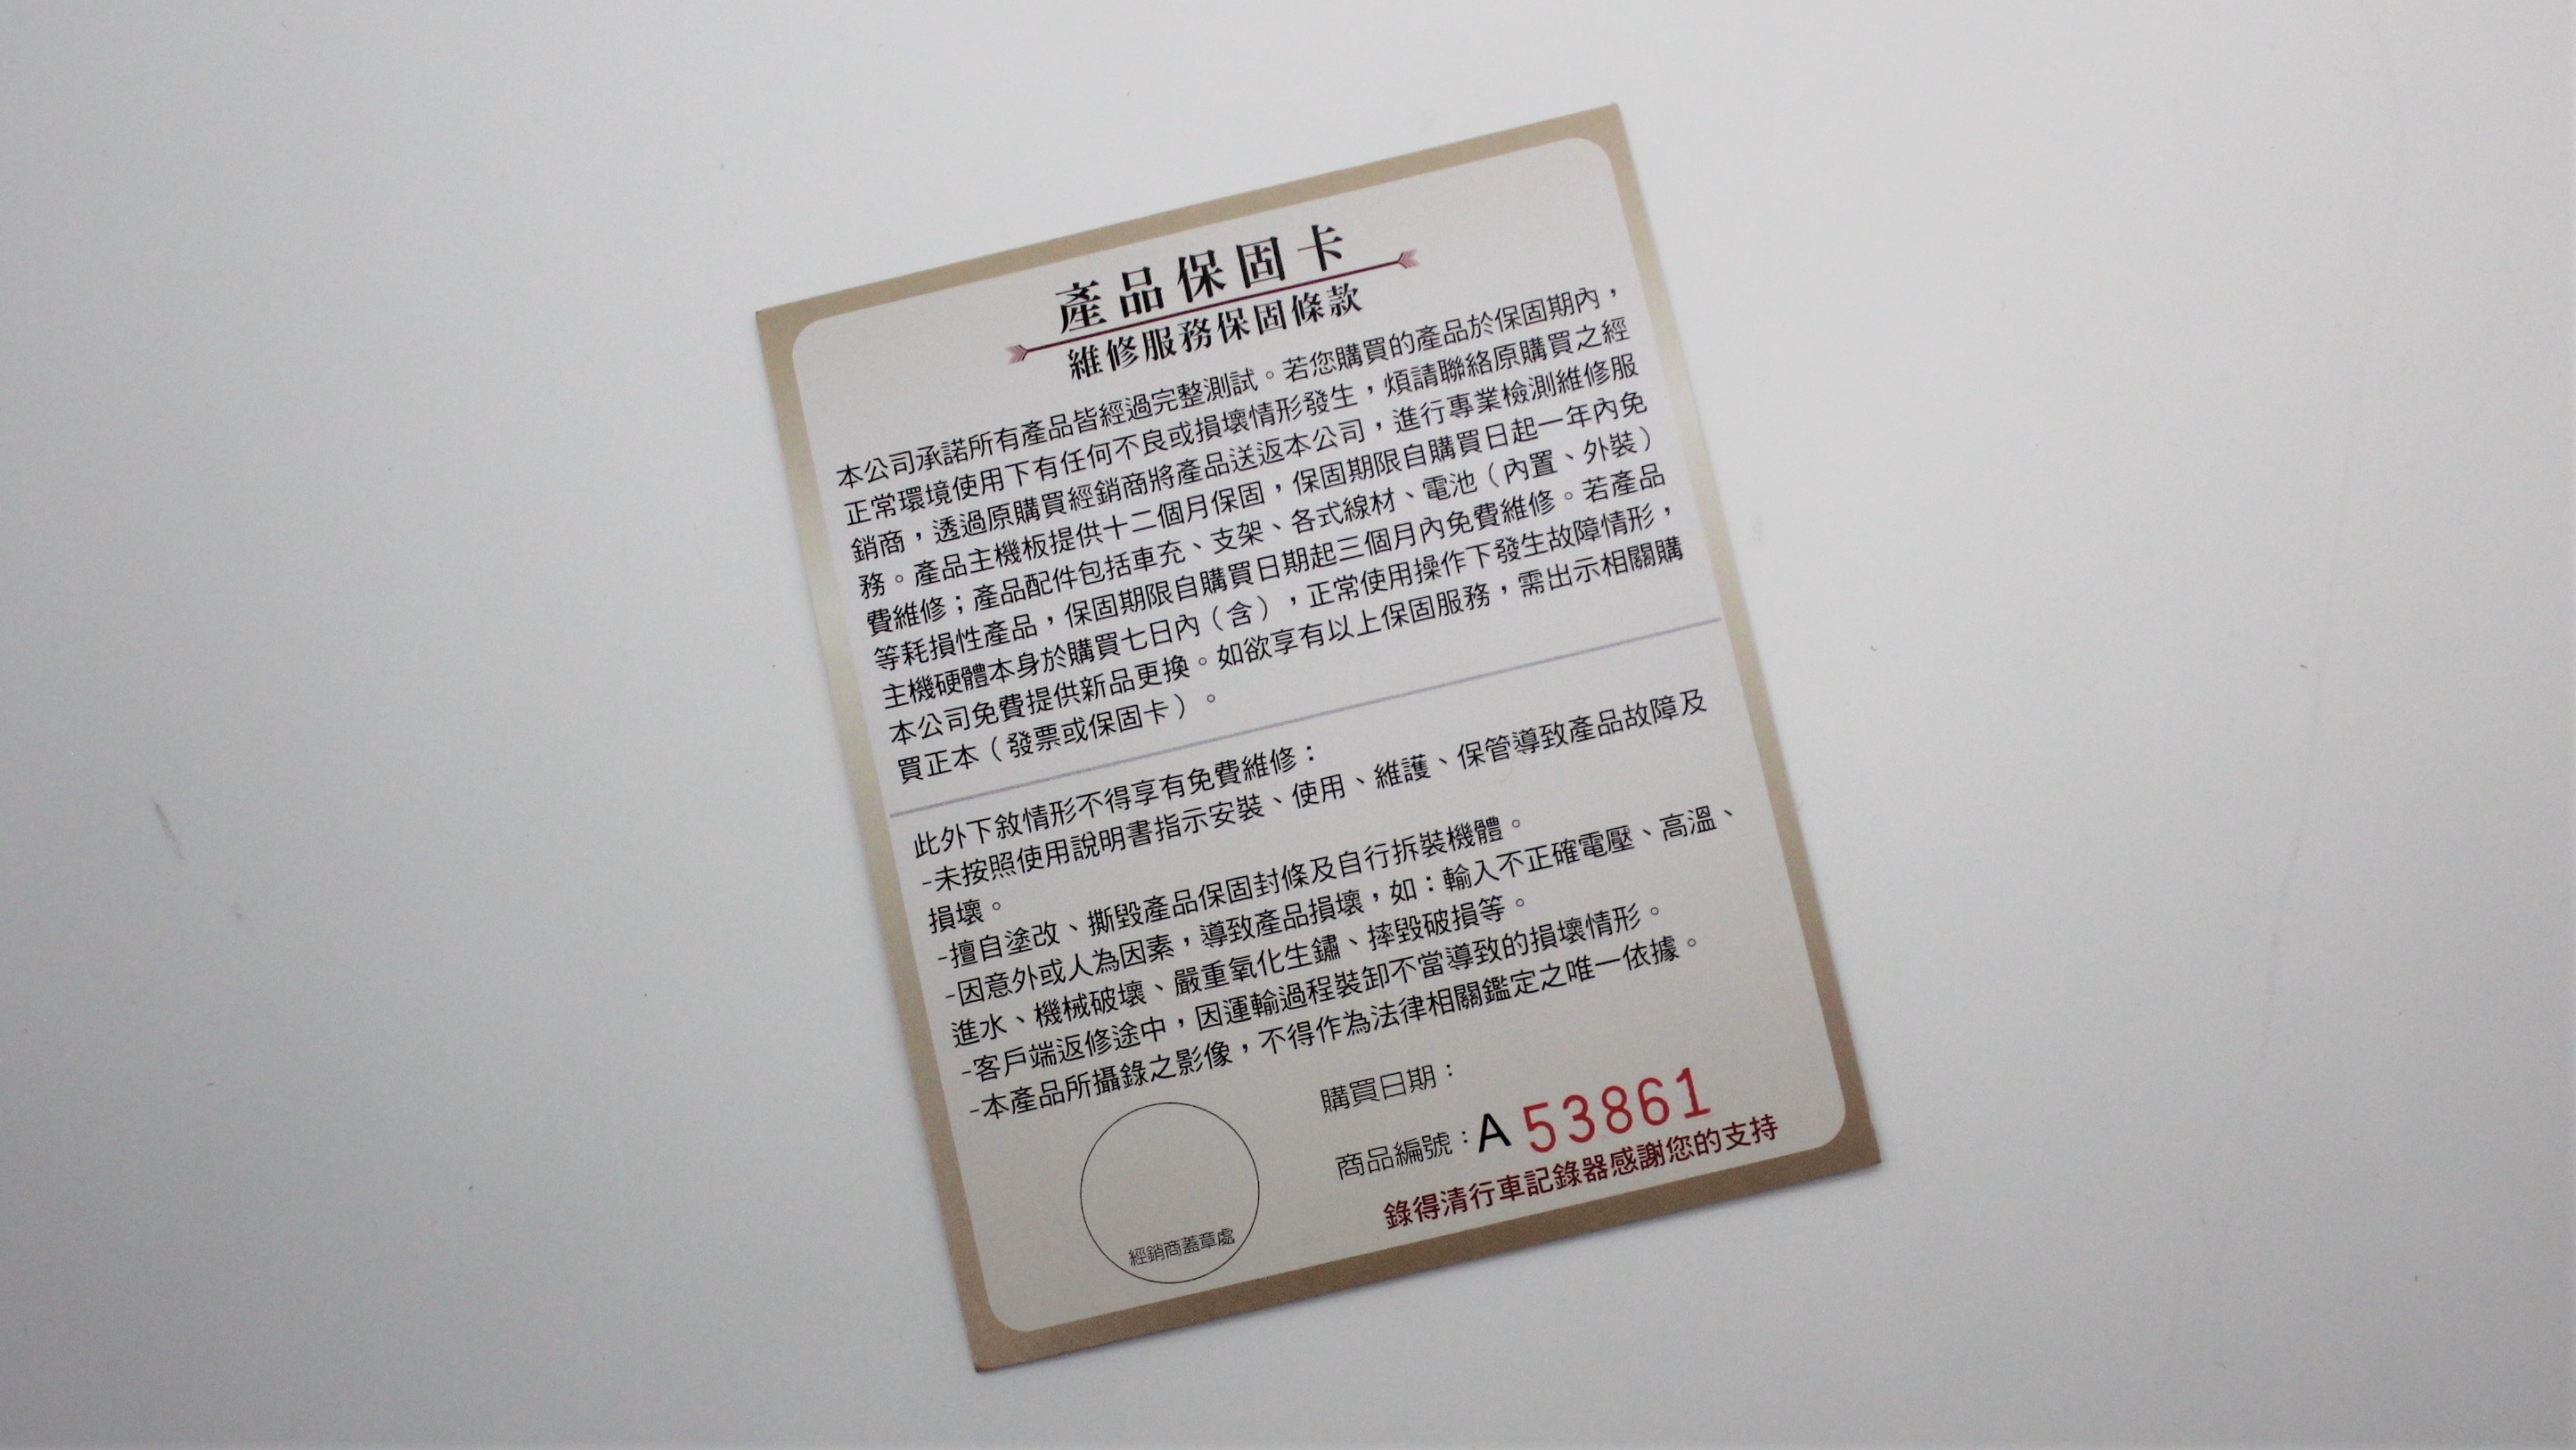 產品保固卡
維修服務保固條款
本公司承諾所有產品皆經過完整測試。若您購買的產品於保固期內，
正常環境使用下有任何不良或損壞情形發生，煩請聯絡原購買之經
銷商，透過原購買經銷商將產品送返本公司，進行專業檢測維修服
務。產品主機板提供十二個月保固，保固期限自購買日起一年內免
費維修；產品配件包括車充、支架、各式線材、電池（內置、外裝）
等耗損性產品，保固期限自購買日期起三個月內免費維修。若產品
主機硬體本身於購買七日內（含），正常使用操作下發生故障情形，
本公司免費提供新品更換。如欲享有以上保固服務，需出示相關購
買正本（發票或保固卡）。
此外下敘情形不得享有免費維修：
-未按照使用說明書指示安裝、使用、維護、保管導致產品故障及
損壞。
-擅自塗改、撕毀產品保固封條及自行拆裝機體。
-因意外或人為因素，導致產品損壞，如：輸入不正確電壓、高溫、
進水、機械破壞、嚴重氧化生鏽、摔毀破損等。
-客戶端返修途中，因運輸過程裝卸不當導致的損壞情形。
-本產品所攝錄之影像，不得作為法律相關鑑定之唯一依據。
購買日期：
商品編號：A 53861
錄得清行車記錄器感謝您的支持
經銷商蓋章處